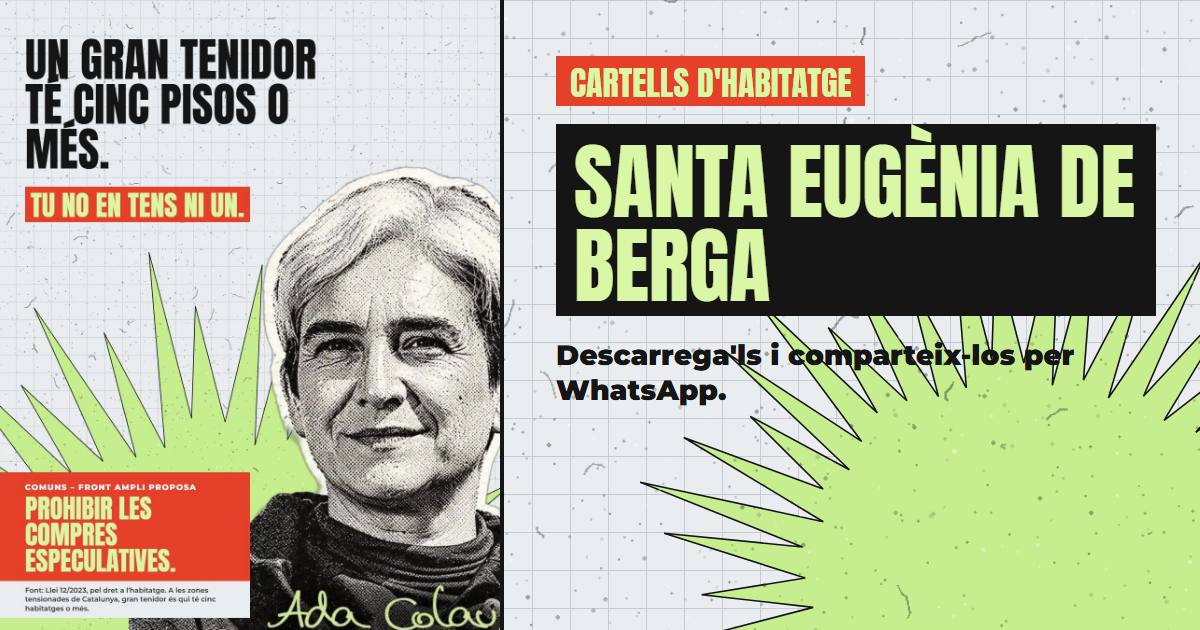 UN GRAN TENIDOR
TÉ CINC PISOS O
MÉS.
TU NO EN TENS NI UN.
COMUNS – FRONT AMPLI PROPOSA
PROHIBIR LES
COMPRES
ESPECULATIVES.
Font: Llei 12/2023, pel dret a l'habitatge. A les zones
tensionades de Catalunya, gran tenidor és qui té cinc
habitatges o més.
Ada Colau
CARTELLS D'HABITATGE
SANTA EUGÈNIA DE
BERGA
Descarrega'ls i comparteix-los per
WhatsApp.